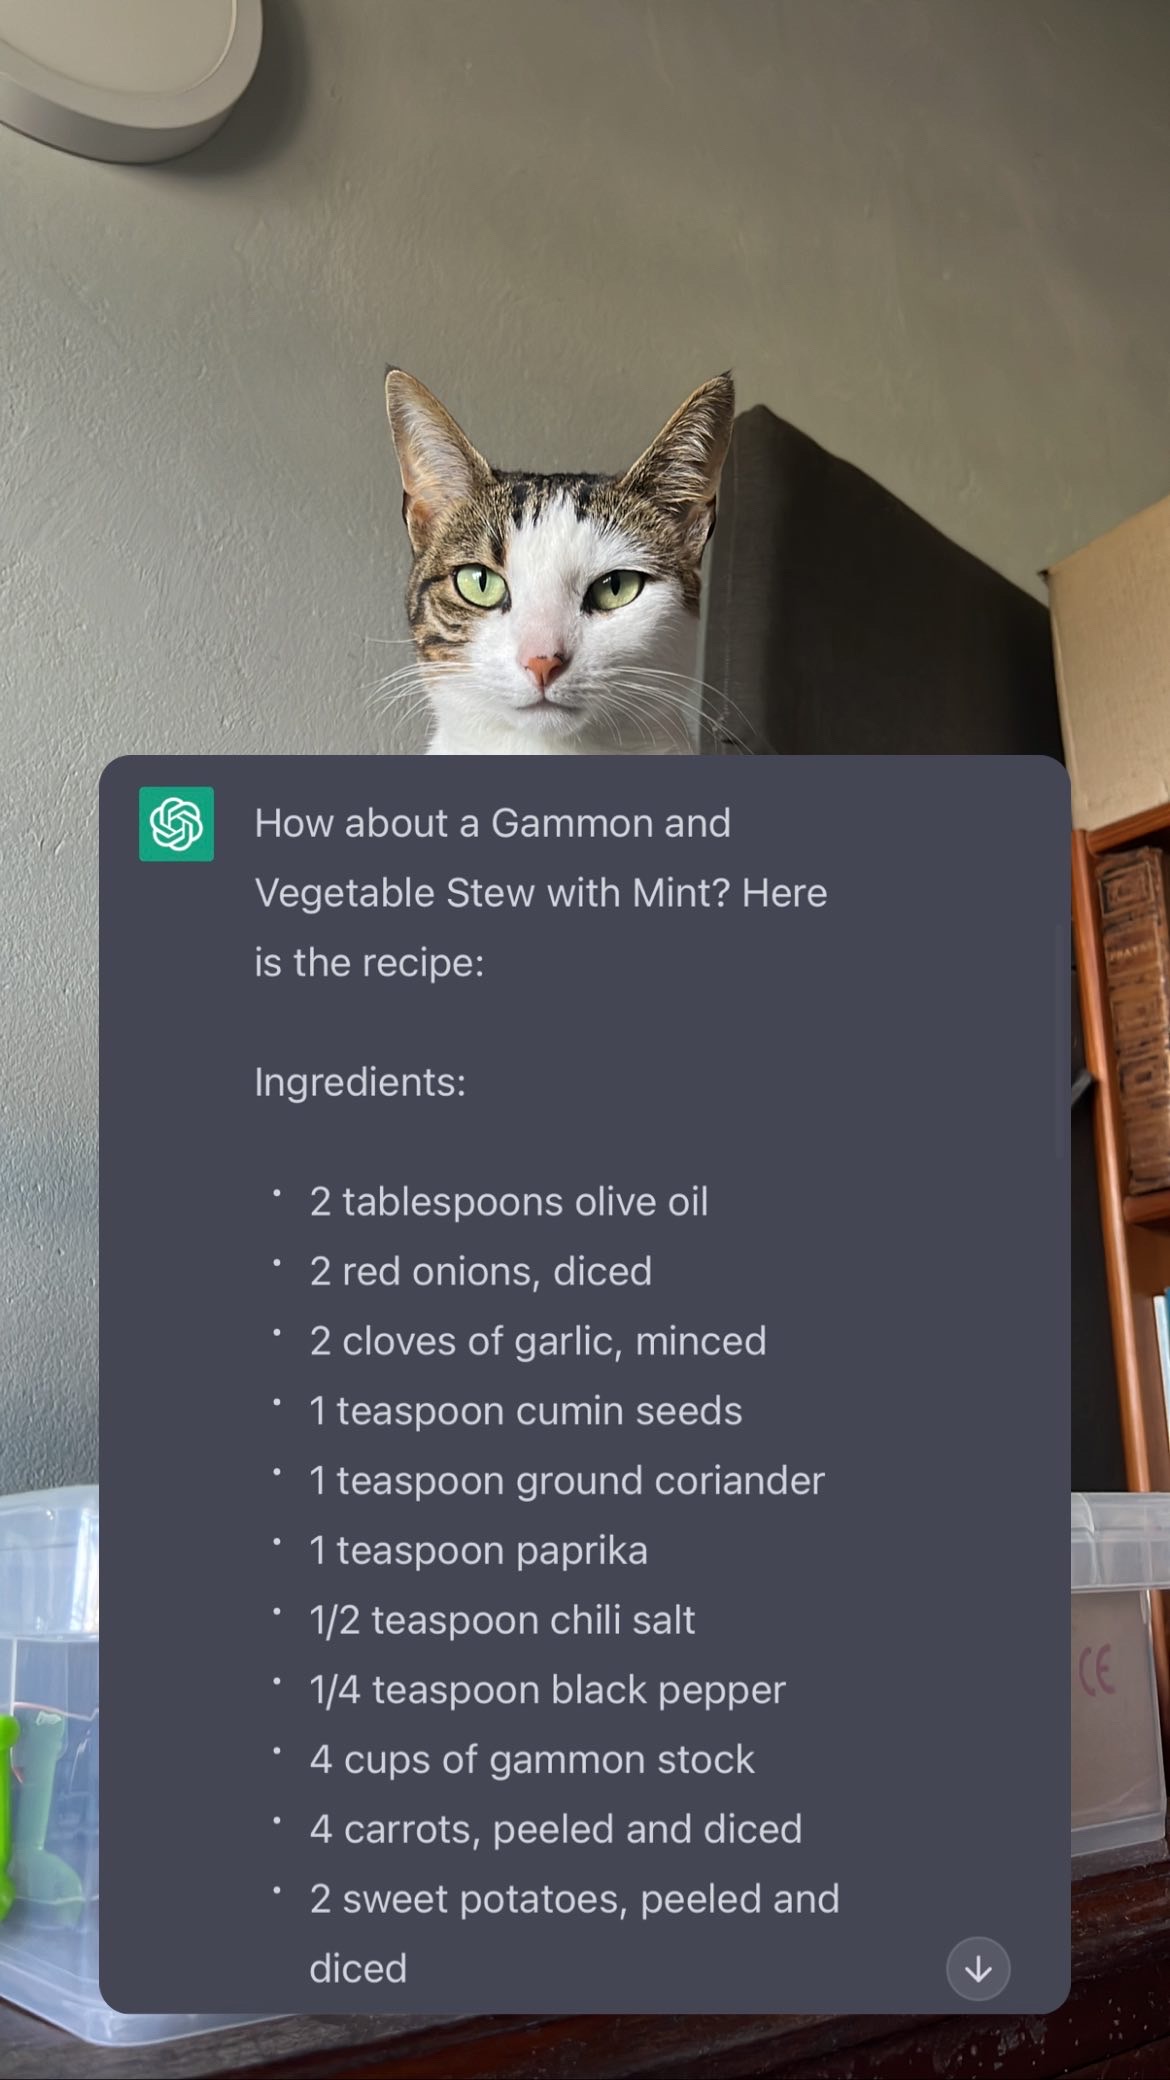 How about a Gammon and
Vegetable Stew with Mint? Here
is the recipe:
Ingredients:
• 2 tablespoons olive oil
• 2 red onions, diced
• 2 cloves of garlic, minced
• 1 teaspoon cumin seeds
• 1 teaspoon ground coriander
• 1 teaspoon paprika
• 1/2 teaspoon chili salt
• 1/4 teaspoon black pepper
• 4 cups of gammon stock
• 4 carrots, peeled and diced
• 2 sweet potatoes, peeled and
diced
CE